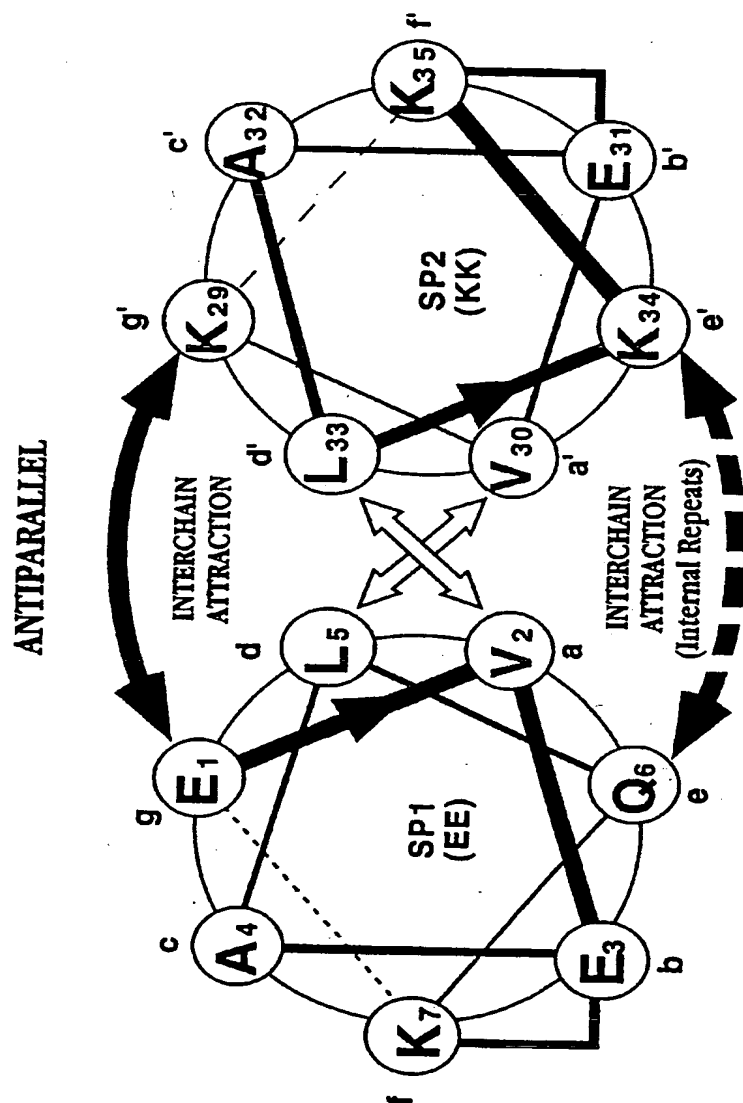 ANTIPARALLEL
g
g'
c
c'
E1
K29
f'
A4
A32
INTERCHAIN
ATTRACTION
d
d'
K35
L5
L33
K7
f
SP1
(EE)
SP2
(KK)
V2
V30
a
a'
E3
E31
b
b'
Q6
K34
e
e'
INTERCHAIN
ATTRACTION
(Internal Repeats)